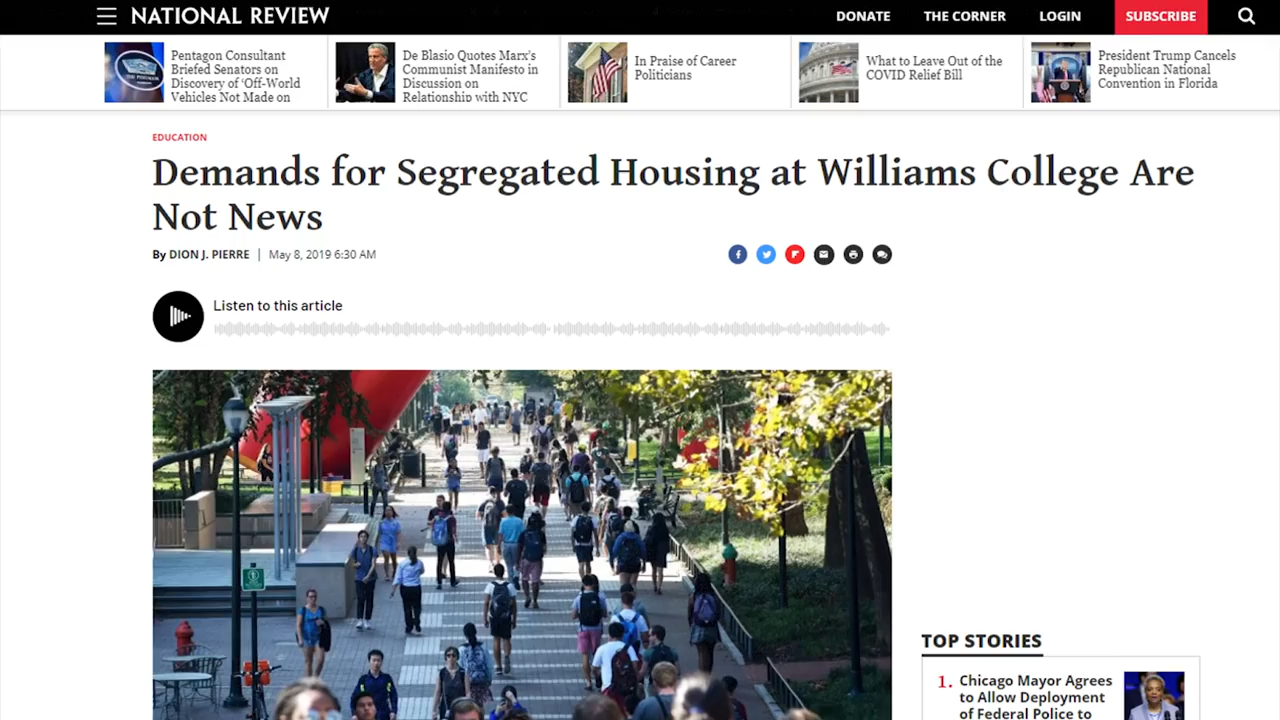 NATIONAL REVIEW
DONATE
THE CORNER
LOGIN
SUBSCRIBE
Pentagon Consultant
Briefed Senators on
Discovery of ‘Off-World
Vehicles Not Made on
De Blasio Quotes Marx’s
Communist Manifesto in
Discussion on
Relationship with NYC
In Praise of Career
Politicians
What to Leave Out of the
COVID Relief Bill
President Trump Cancels
Republican National
Convention in Florida
EDUCATION
Demands for Segregated Housing at Williams College Are
Not News
By DION J. PIERRE | May 8, 2019 6:30 AM
Listen to this article
TOP STORIES
1. Chicago Mayor Agrees
to Allow Deployment
of Federal Police to